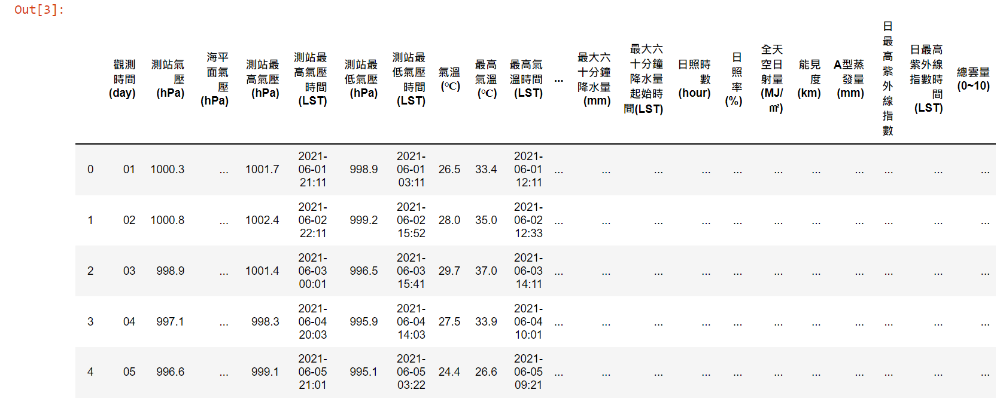 Out[3]:
觀測時間(day) 測站氣壓(hPa) 海平面氣壓(hPa) 測站最高氣壓(hPa) 測站最高氣壓時間(LST) 測站最低氣壓(hPa) 測站最低氣壓時間(LST) 氣溫(℃) 最高氣溫(℃) 最高氣溫時間(LST) ... 最大六十分鐘降水量(mm) 最大六十分鐘降水量起始時間(LST) 日照時數(hour) 日照率(%) 全天空日射量(MJ/㎡) 能見度(km) A型蒸發量(mm) 日最高紫外線指數 日最高紫外線指數時間(LST) 總雲量(0~10)
0 01 1000.3 ... 1001.7 2021-06-01 21:11 998.9 2021-06-01 03:11 26.5 33.4 2021-06-01 12:11 ... ... ... ... ... ... ... ... ... ... ...
1 02 1000.8 ... 1002.4 2021-06-02 22:11 999.2 2021-06-02 15:52 28.0 35.0 2021-06-02 12:33 ... ... ... ... ... ... ... ... ... ... ...
2 03 998.9 ... 1001.4 2021-06-03 00:01 996.5 2021-06-03 15:41 29.7 37.0 2021-06-03 14:11 ... ... ... ... ... ... ... ... ... ... ...
3 04 997.1 ... 998.3 2021-06-04 20:03 995.9 2021-06-04 14:03 27.5 33.9 2021-06-04 10:01 ... ... ... ... ... ... ... ... ... ... ...
4 05 996.6 ... 999.1 2021-06-05 21:01 995.1 2021-06-05 03:22 24.4 26.6 2021-06-05 09:21 ... ... ... ... ... ... ... ... ... ... ...